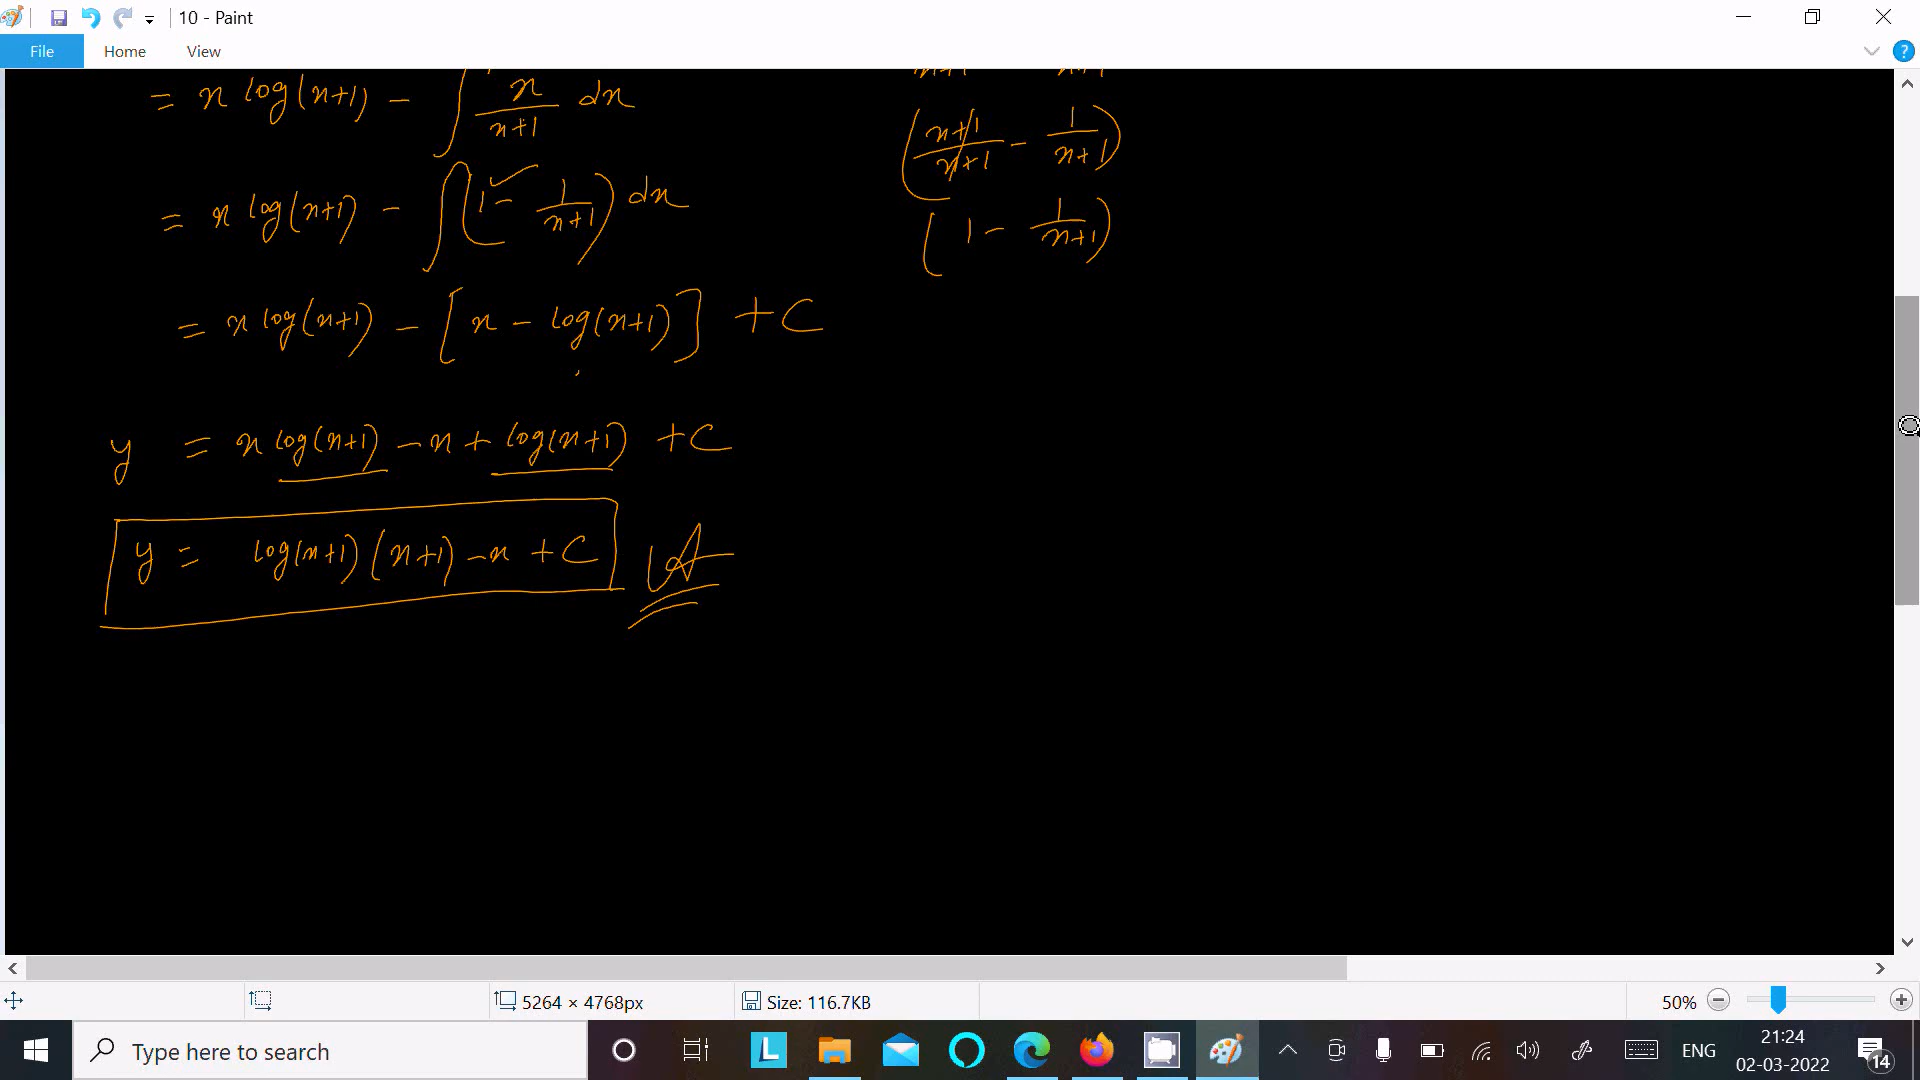 10 - Paint
File Home View
= x log(x+1) - ∫ x/(x+1) dx
= x log(x+1) - ∫ (1 - 1/(x+1)) dx
= x log(x+1) - [x - log(x+1)] + C
y = x log(x+1) - x + log(x+1) + C
y = log(x+1) (x+1) - x + C
((x+1)/(x+1) - 1/(x+1))
(1 - 1/(x+1))
5264 × 4768px Size: 116.7KB 50%
Type here to search
L
ENG
21:24
02-03-2022
14